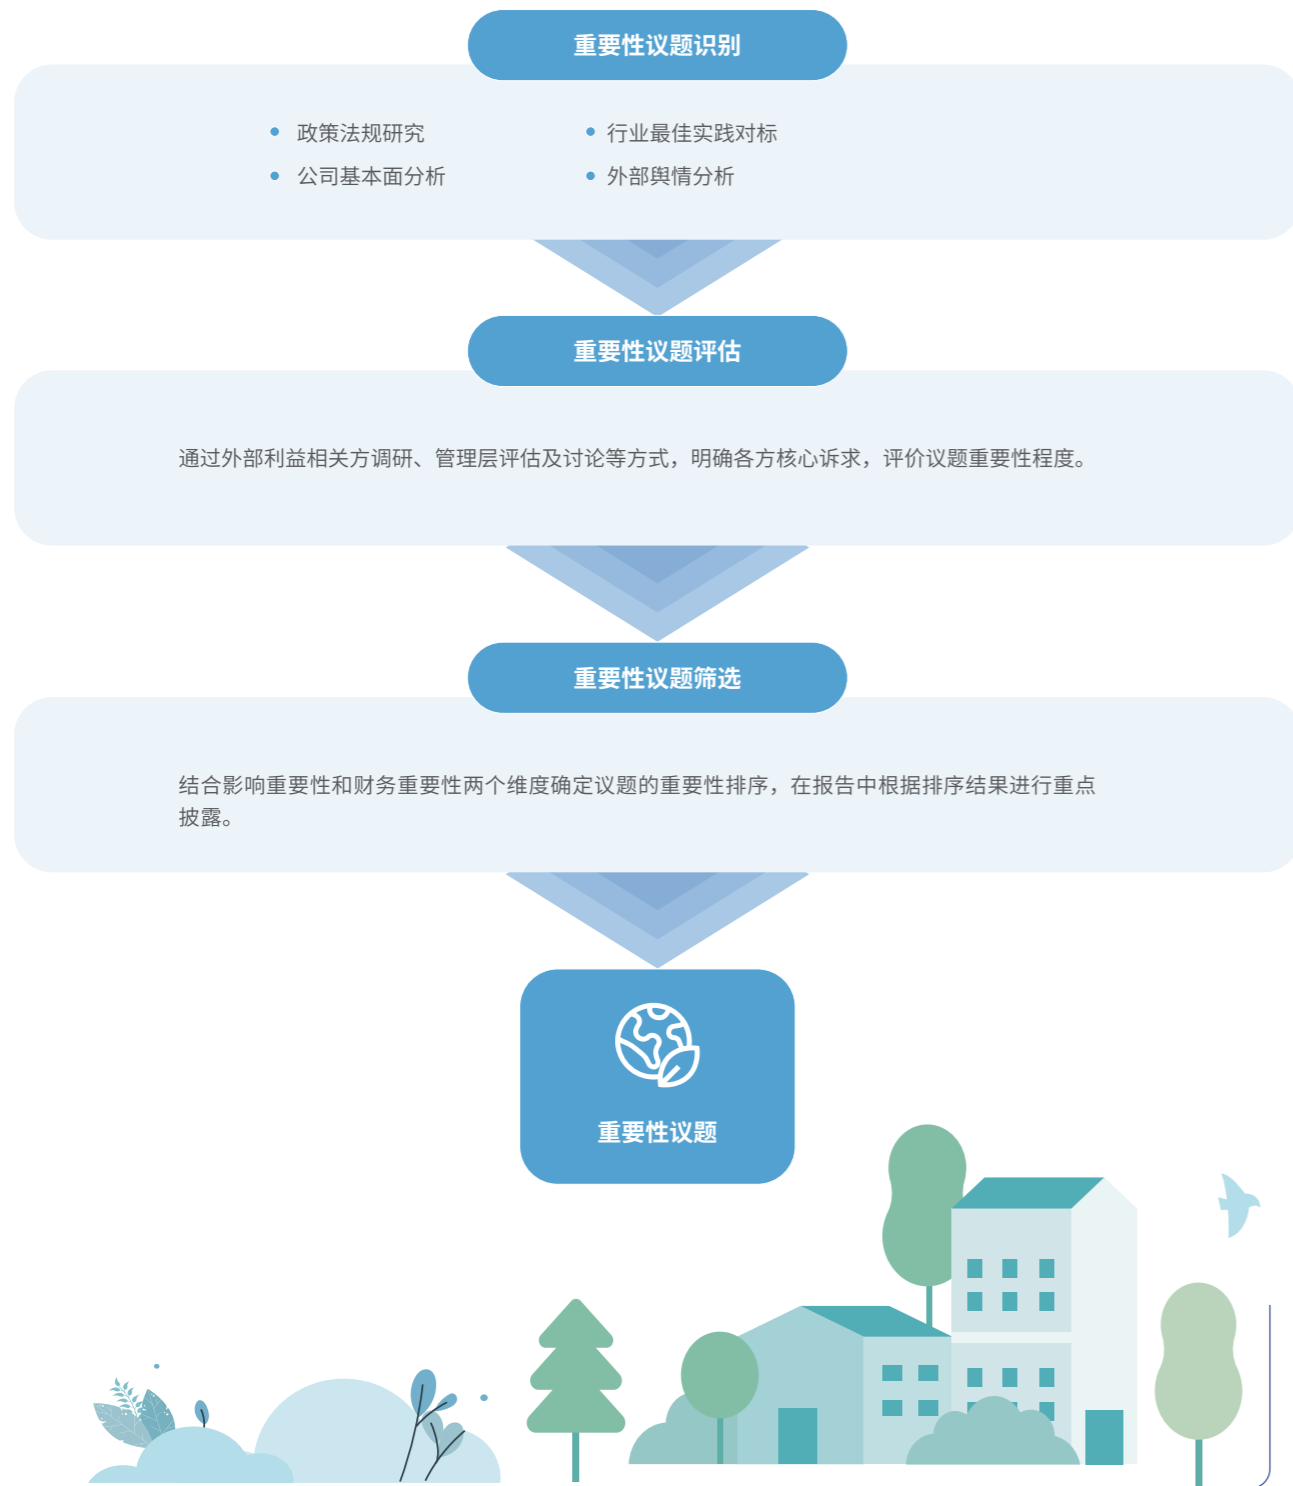 重要性议题识别
• 政策法规研究
• 行业最佳实践对标
• 公司基本面分析
• 外部舆情分析
重要性议题评估
通过外部利益相关方调研、管理层评估及讨论等方式，明确各方核心诉求，评价议题重要性程度。
重要性议题筛选
结合影响重要性和财务重要性两个维度确定议题的重要性排序，在报告中根据排序结果进行重点
披露。
重要性议题